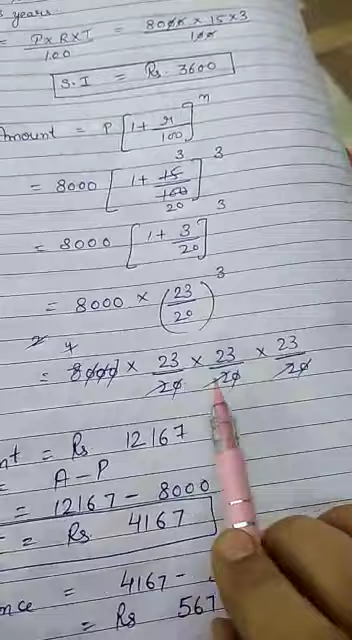 years.
= P×R×T/100 = 8000 × 15×3/100
S.I = Rs. 3600
Amount = P [1 + r/100]^n
= 8000 [1 + 15/100]^3 3 20
= 8000 [1 + 3/20]^3
= 8000 × (23/20)^3
= 8000 × 23/20 × 23/20 × 23/20
= Rs 12167
= A - P
= 12167 - 8000
= Rs. 4167
= 4167 -
= Rs 567